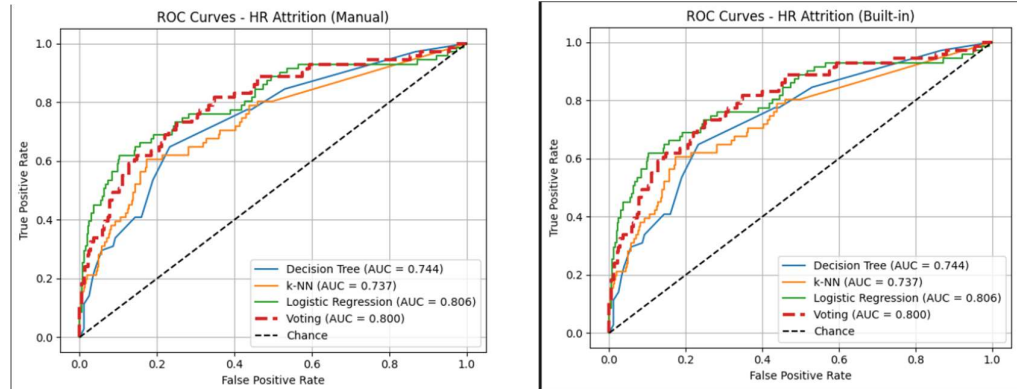 ROC Curves - HR Attrition (Manual)
True Positive Rate
1.0
0.8
0.6
0.4
0.2
0.0
Decision Tree (AUC = 0.744)
k-NN (AUC = 0.737)
Logistic Regression (AUC = 0.806)
Voting (AUC = 0.800)
Chance
0.0 0.2 0.4 0.6 0.8 1.0
False Positive Rate
ROC Curves - HR Attrition (Built-in)
True Positive Rate
1.0
0.8
0.6
0.4
0.2
0.0
Decision Tree (AUC = 0.744)
k-NN (AUC = 0.737)
Logistic Regression (AUC = 0.806)
Voting (AUC = 0.800)
Chance
0.0 0.2 0.4 0.6 0.8 1.0
False Positive Rate